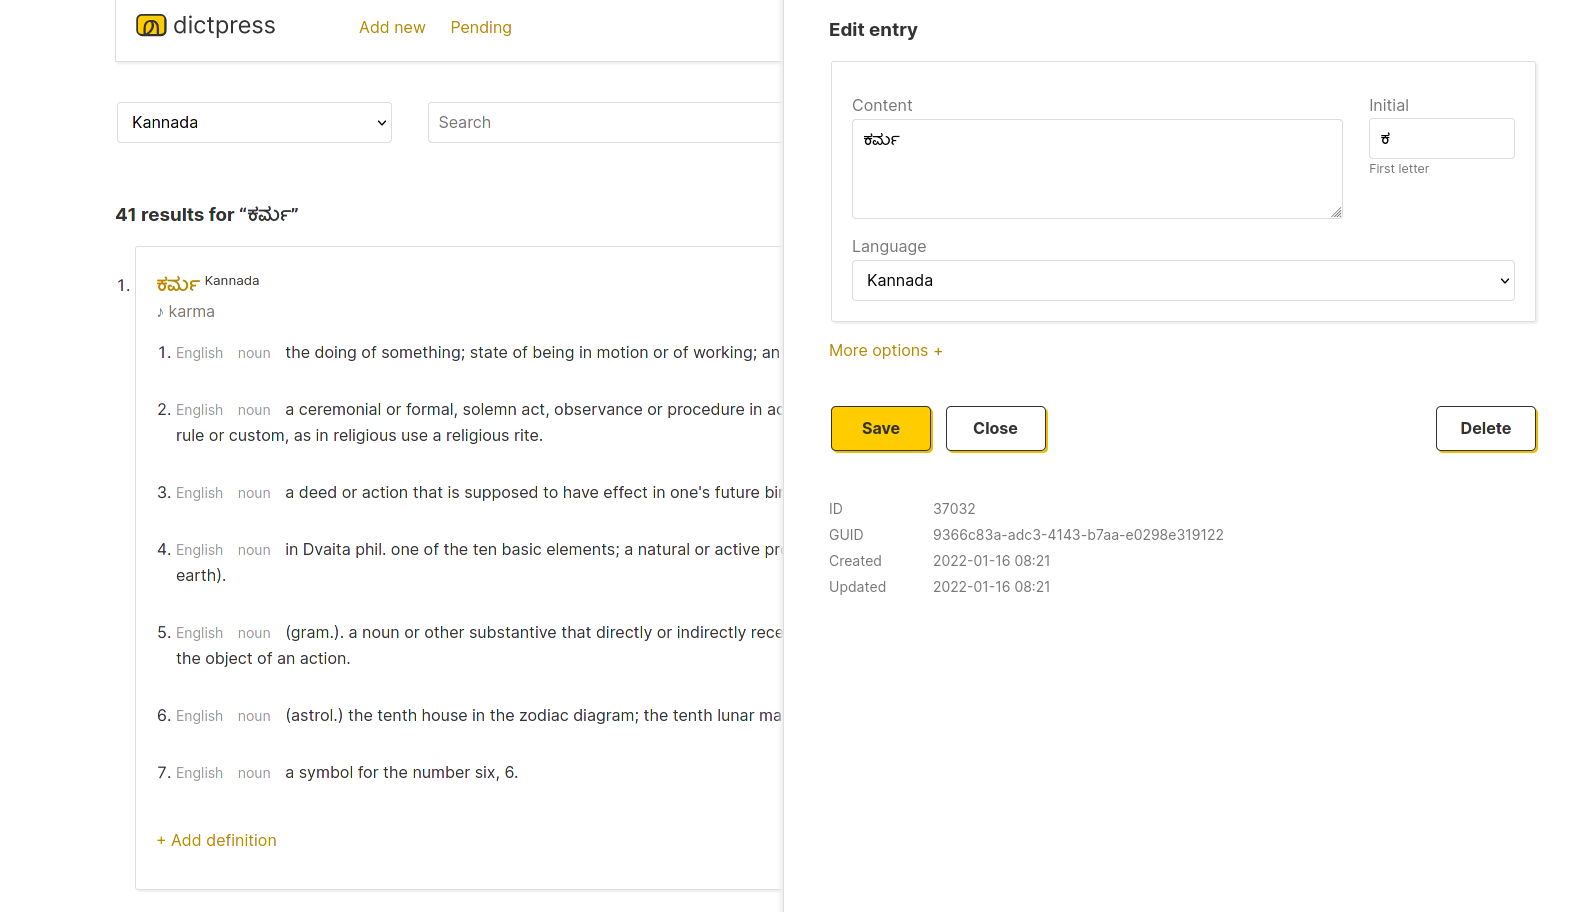 dictpress
Add new Pending
Kannada
Search
41 results for “ಕರ್ಮ”
1. ಕರ್ಮ Kannada
♪ karma
1. English noun the doing of something; state of being in motion or of working; an
2. English noun a ceremonial or formal, solemn act, observance or procedure in ac
rule or custom, as in religious use a religious rite.
3. English noun a deed or action that is supposed to have effect in one's future bi
4. English noun in Dvaita phil. one of the ten basic elements; a natural or active pr
earth).
5. English noun (gram.). a noun or other substantive that directly or indirectly rece
the object of an action.
6. English noun (astrol.) the tenth house in the zodiac diagram; the tenth lunar ma
7. English noun a symbol for the number six, 6.
+ Add definition
Edit entry
Content Initial
ಕರ್ಮ ಕ
First letter
Language
Kannada
More options +
Save Close Delete
ID 37032
GUID 9366c83a-adc3-4143-b7aa-e0298e319122
Created 2022-01-16 08:21
Updated 2022-01-16 08:21